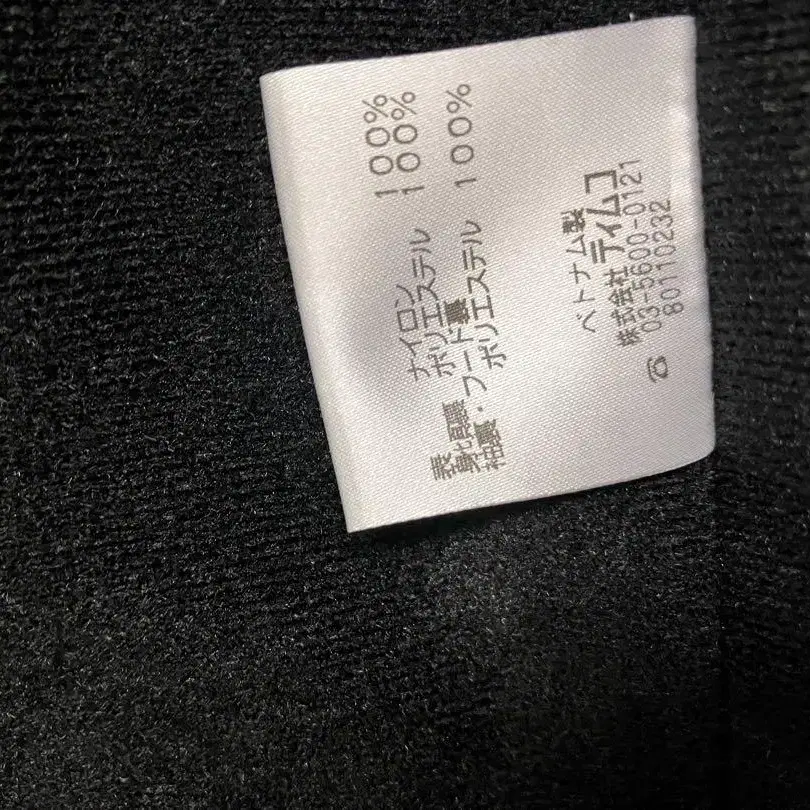 表地 ナイロン 100%
身頃裏 ポリエステル 100%
袖裏・フード裏
ポリエステル 100%
ベトナム製
株式会社 ティムコ
☎ 03-5600-0121
80110232